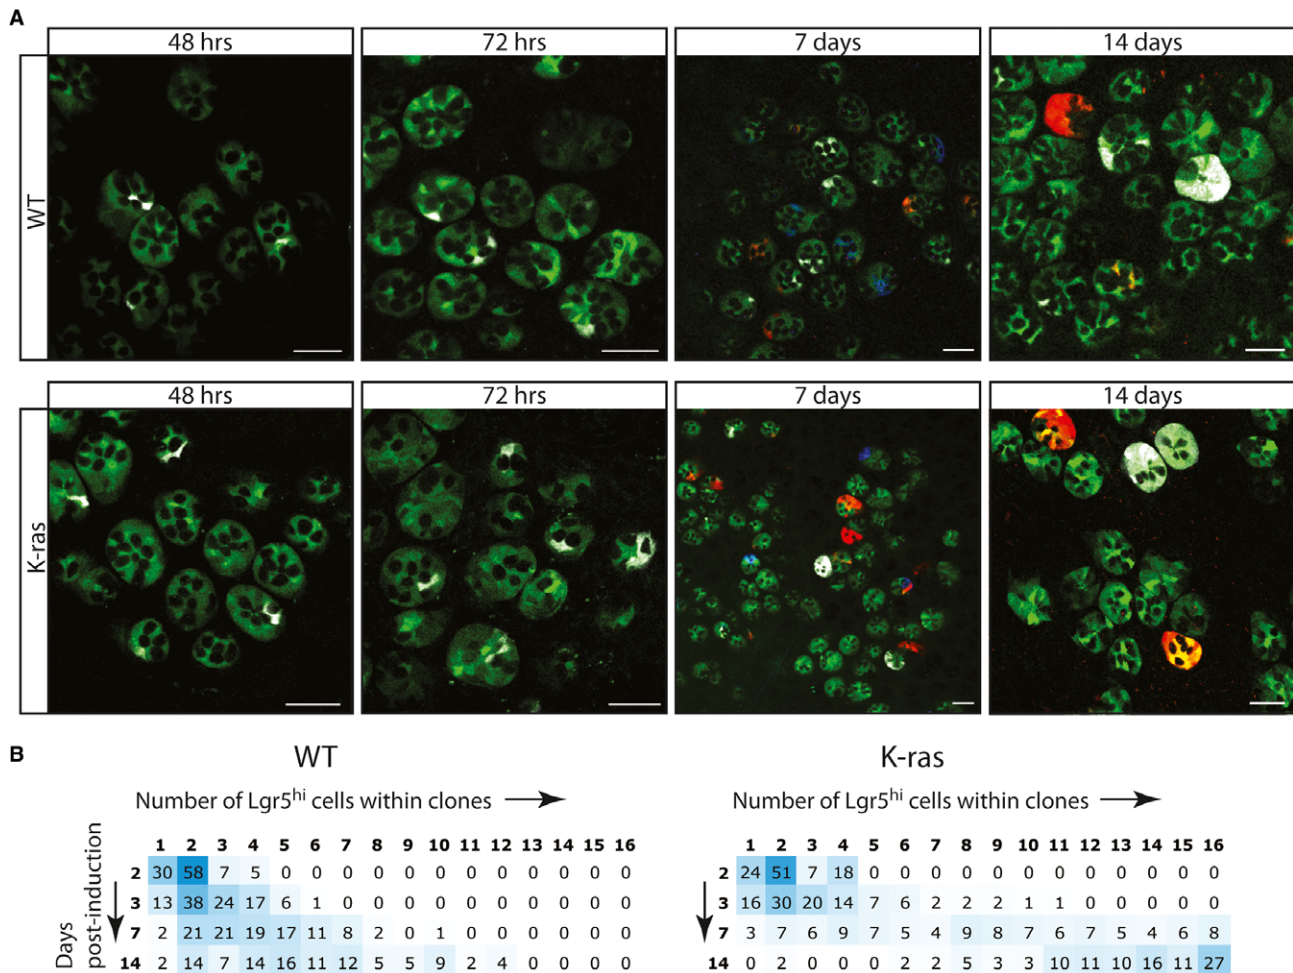 A
48 hrs 72 hrs 7 days 14 days
WT
48 hrs 72 hrs 7 days 14 days
K-ras
B
WT
Number of Lgr5hi cells within clones
Days post-induction
1 2 3 4 5 6 7 8 9 10 11 12 13 14 15 16
2 30 58 7 5 0 0 0 0 0 0 0 0 0 0 0 0
3 13 38 24 17 6 1 0 0 0 0 0 0 0 0 0 0
7 2 21 21 19 17 11 8 2 0 1 0 0 0 0 0 0
14 2 14 7 14 16 11 12 5 5 9 2 4 0 0 0 0
K-ras
Number of Lgr5hi cells within clones
1 2 3 4 5 6 7 8 9 10 11 12 13 14 15 16
2 24 51 7 18 0 0 0 0 0 0 0 0 0 0 0 0
3 16 30 20 14 7 6 2 2 2 1 1 0 0 0 0 0
7 3 7 6 9 7 5 4 9 8 7 6 7 5 4 6 8
14 0 2 0 2 2 0 2 5 3 3 10 11 10 16 11 27